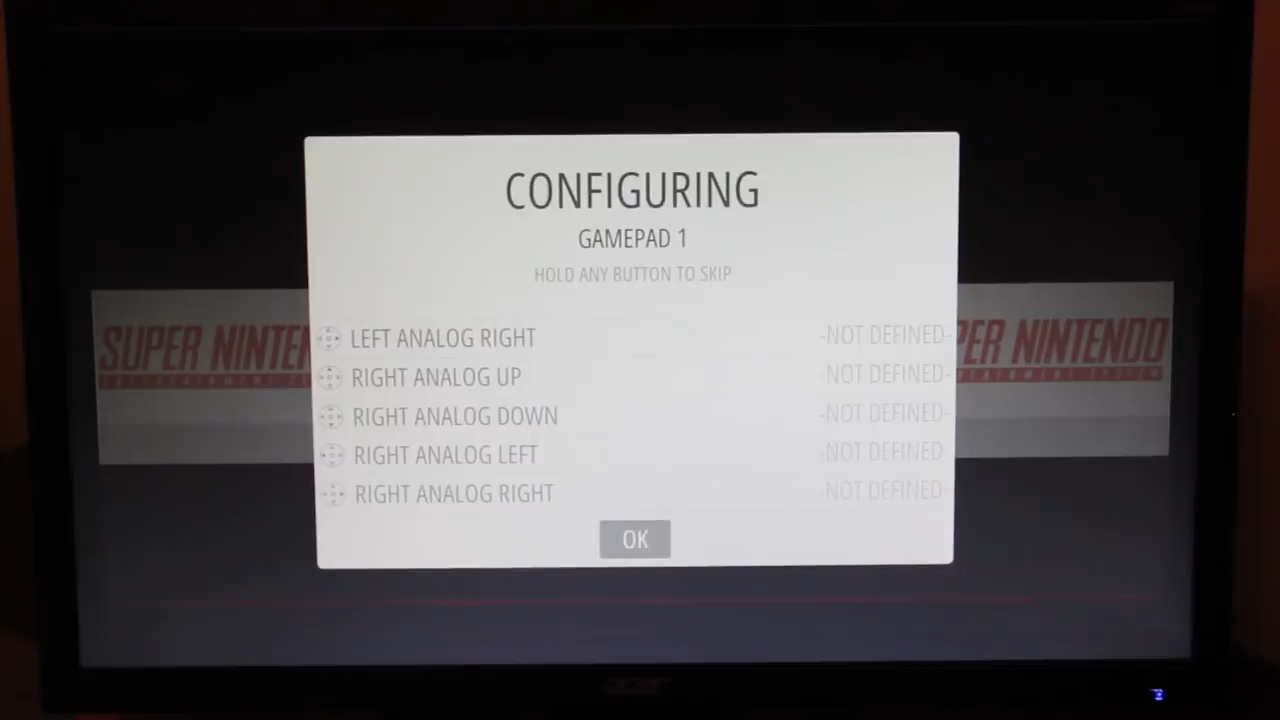 CONFIGURING
GAMEPAD 1
HOLD ANY BUTTON TO SKIP
SUPER NINTEN
PER NINTENDO
LEFT ANALOG RIGHT -NOT DEFINED-
RIGHT ANALOG UP -NOT DEFINED-
RIGHT ANALOG DOWN -NOT DEFINED-
RIGHT ANALOG LEFT -NOT DEFINED-
RIGHT ANALOG RIGHT -NOT DEFINED-
OK
acer